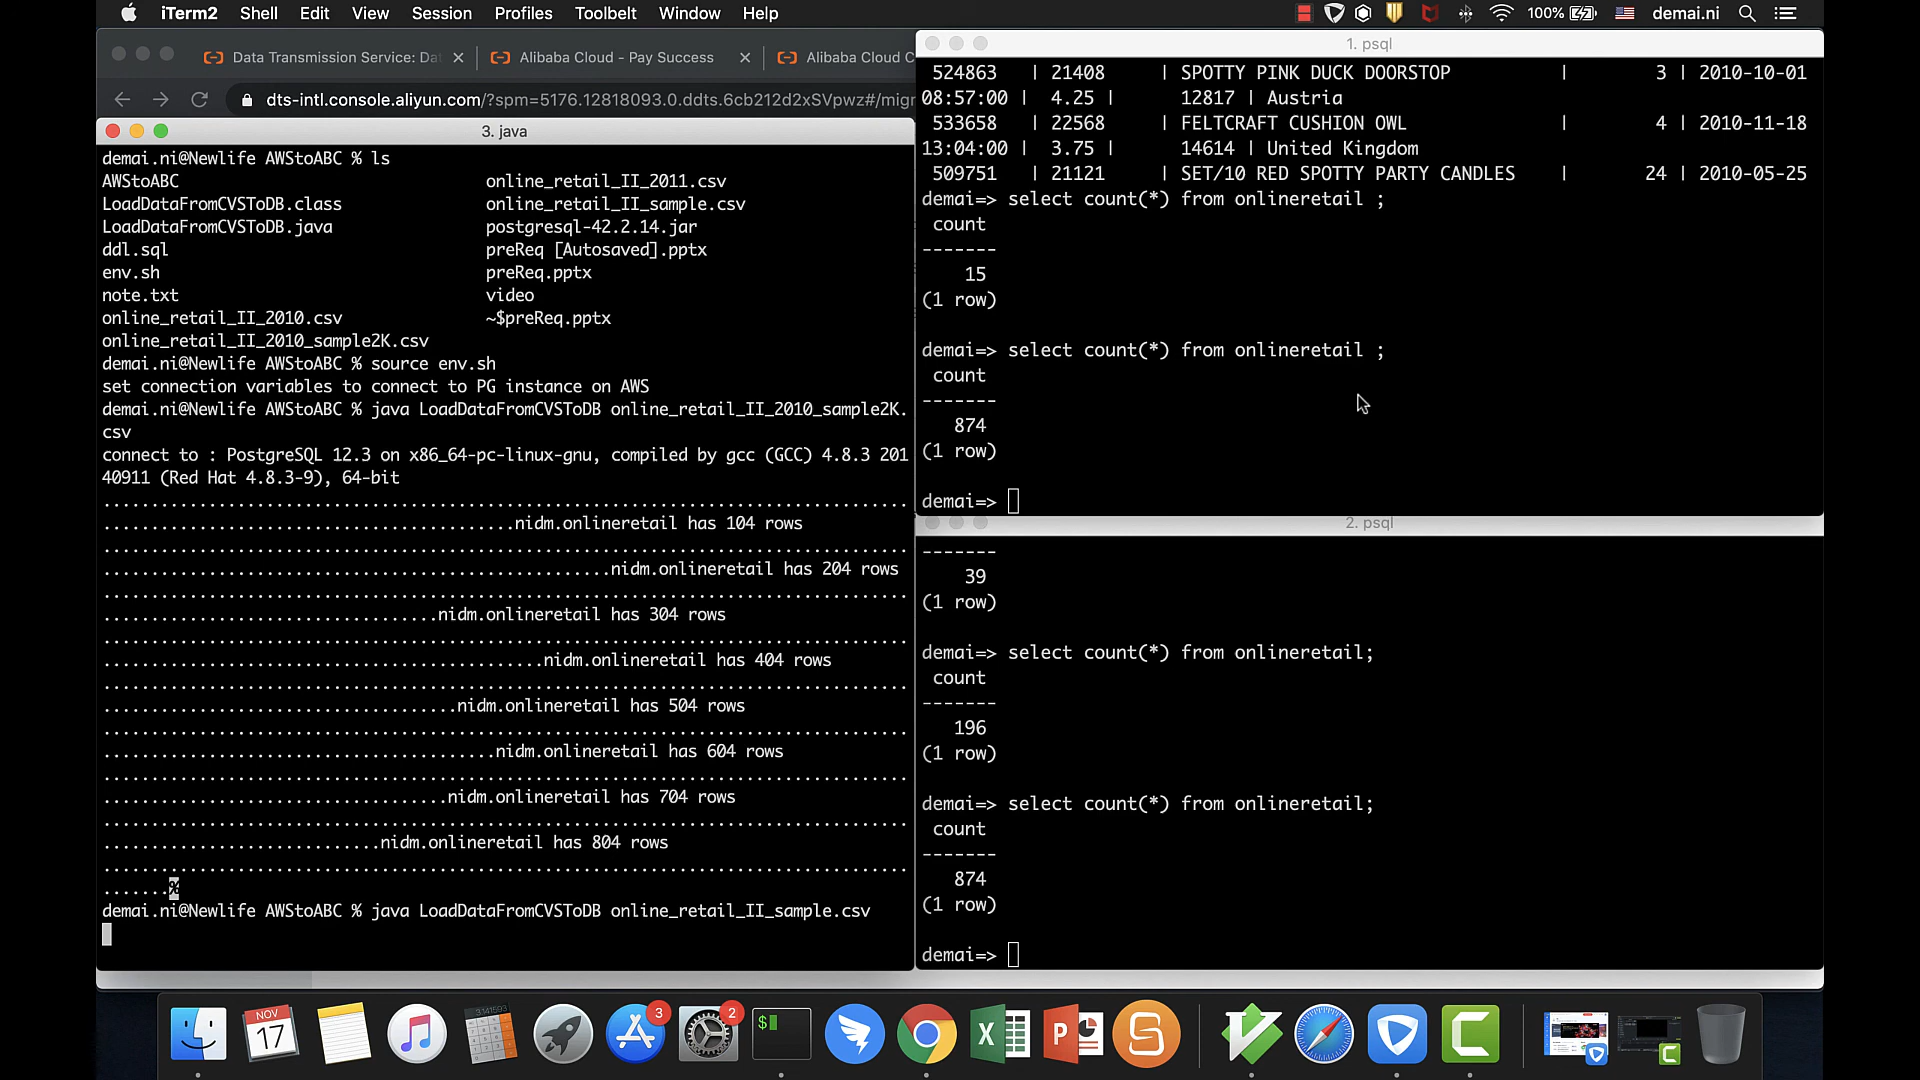 iTerm2 Shell Edit View Session Profiles Toolbelt Window Help 100% demai.ni
Data Transmission Service: Dat Alibaba Cloud - Pay Success Alibaba Cloud C
dts-intl.console.aliyun.com/?spm=5176.12818093.0.ddts.6cb212d2xSVpwz#/migr
3. java
demai.ni@Newlife AWStoABC % ls
AWStoABC online_retail_II_2011.csv
LoadDataFromCVSToDB.class online_retail_II_sample.csv
LoadDataFromCVSToDB.java postgresql-42.2.14.jar
ddl.sql preReq [Autosaved].pptx
env.sh preReq.pptx
note.txt video
online_retail_II_2010.csv ~$preReq.pptx
online_retail_II_2010_sample2K.csv
demai.ni@Newlife AWStoABC % source env.sh
set connection variables to connect to PG instance on AWS
demai.ni@Newlife AWStoABC % java LoadDataFromCVSToDB online_retail_II_2010_sample2K.
csv
connect to : PostgreSQL 12.3 on x86_64-pc-linux-gnu, compiled by gcc (GCC) 4.8.3 201
40911 (Red Hat 4.8.3-9), 64-bit
....................................................................................
...........................................nidm.onlineretail has 104 rows
....................................................................................
.....................................................nidm.onlineretail has 204 rows
....................................................................................
...................................nidm.onlineretail has 304 rows
....................................................................................
..............................................nidm.onlineretail has 404 rows
....................................................................................
.....................................nidm.onlineretail has 504 rows
....................................................................................
.........................................nidm.onlineretail has 604 rows
....................................................................................
....................................nidm.onlineretail has 704 rows
....................................................................................
.............................nidm.onlineretail has 804 rows
....................................................................................
.......%
demai.ni@Newlife AWStoABC % java LoadDataFromCVSToDB online_retail_II_sample.csv
1. psql
524863 | 21408 | SPOTTY PINK DUCK DOORSTOP | 3 | 2010-10-01
08:57:00 | 4.25 | 12817 | Austria
533658 | 22568 | FELTCRAFT CUSHION OWL | 4 | 2010-11-18
13:04:00 | 3.75 | 14614 | United Kingdom
509751 | 21121 | SET/10 RED SPOTTY PARTY CANDLES | 24 | 2010-05-25
demai=> select count(*) from onlineretail ;
count
-------
15
(1 row)
demai=> select count(*) from onlineretail ;
count
-------
874
(1 row)
demai=>
2. psql
-------
39
(1 row)
demai=> select count(*) from onlineretail;
count
-------
196
(1 row)
demai=> select count(*) from onlineretail;
count
-------
874
(1 row)
demai=>
NOV
17
3.141593
3
2
$